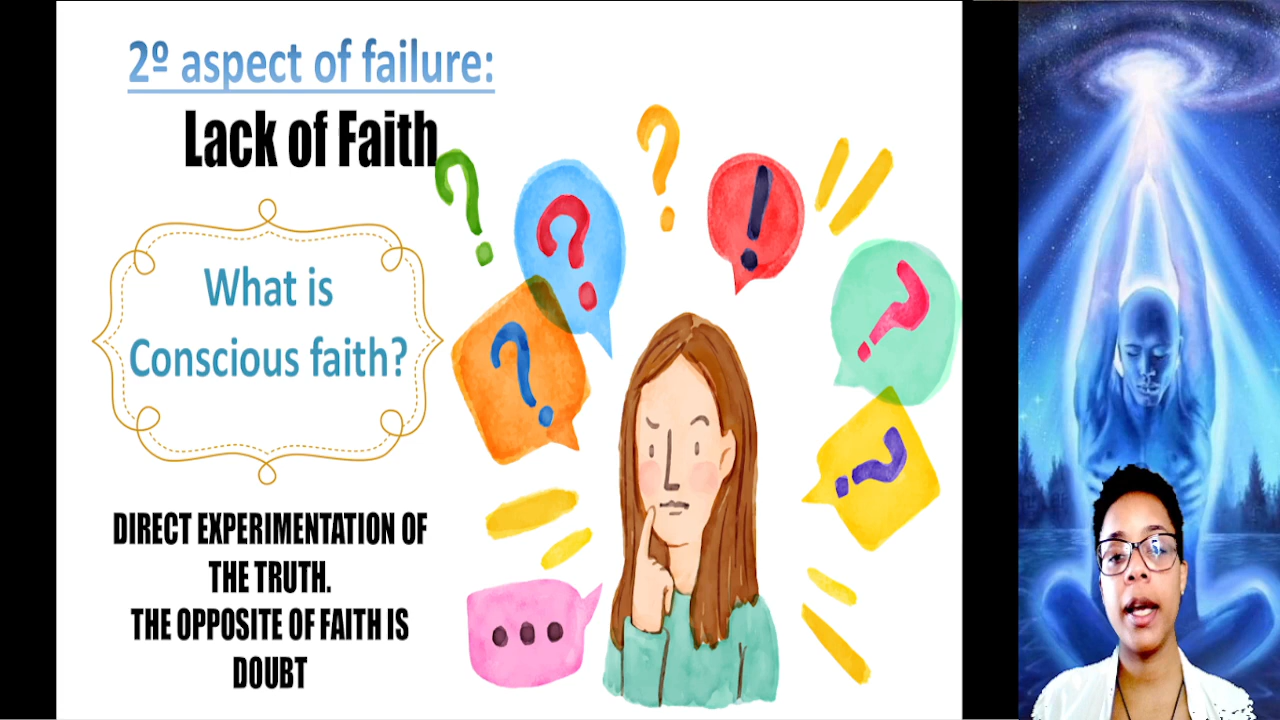 2º aspect of failure:
Lack of Faith
What is
Conscious faith?
DIRECT EXPERIMENTATION OF
THE TRUTH.
THE OPPOSITE OF FAITH IS
DOUBT